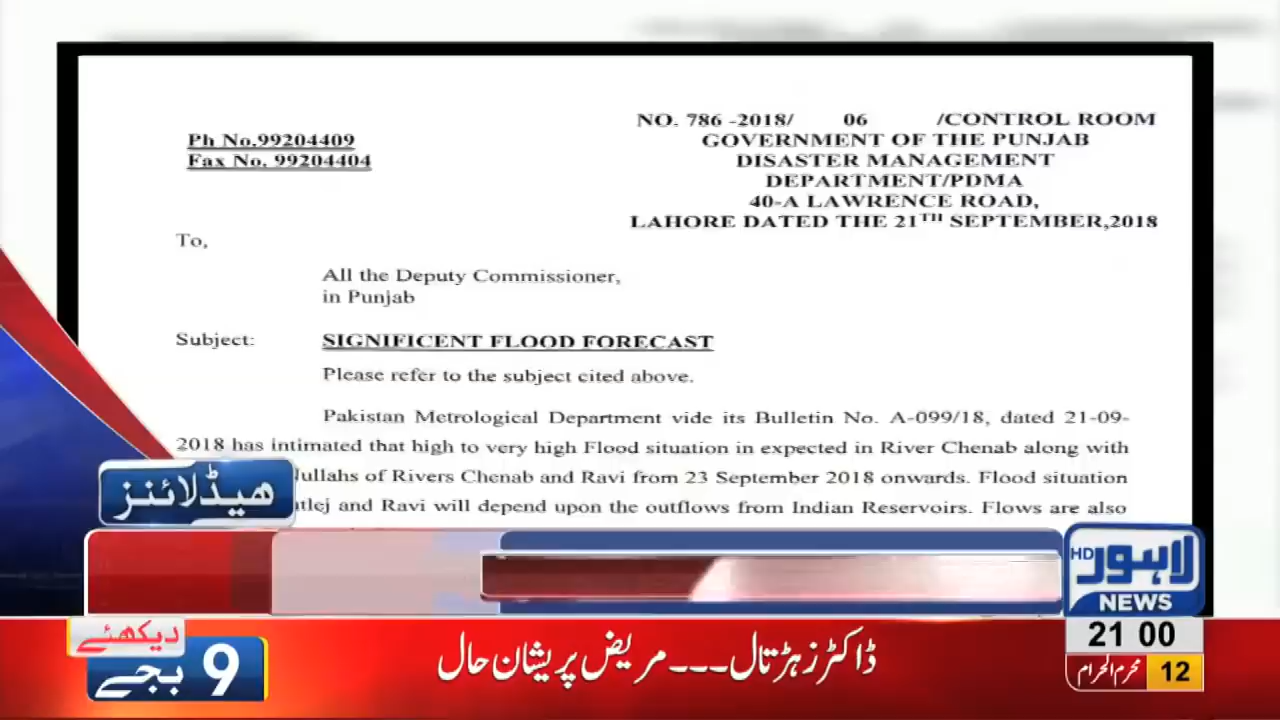 Ph No.99204409
Fax No. 99204404
NO. 786 -2018/ 06 /CONTROL ROOM
GOVERNMENT OF THE PUNJAB
DISASTER MANAGEMENT
DEPARTMENT/PDMA
40-A LAWRENCE ROAD,
LAHORE DATED THE 21TH SEPTEMBER,2018
To,
All the Deputy Commissioner,
in Punjab
Subject: SIGNIFICENT FLOOD FORECAST
Please refer to the subject cited above.
Pakistan Metrological Department vide its Bulletin No. A-099/18, dated 21-09-
2018 has intimated that high to very high Flood situation in expected in River Chenab along with
of Rivers Chenab and Ravi from 23 September 2018 onwards. Flood situation
and Ravi will depend upon the outflows from Indian Reservoirs. Flows are also
ھیڈلائنز
HD لاہور
NEWS
21 00
12 محرم الحرام
دیکھئے
9 بجے
ڈاکٹرز ہڑتال۔۔۔ مریض پریشان حال